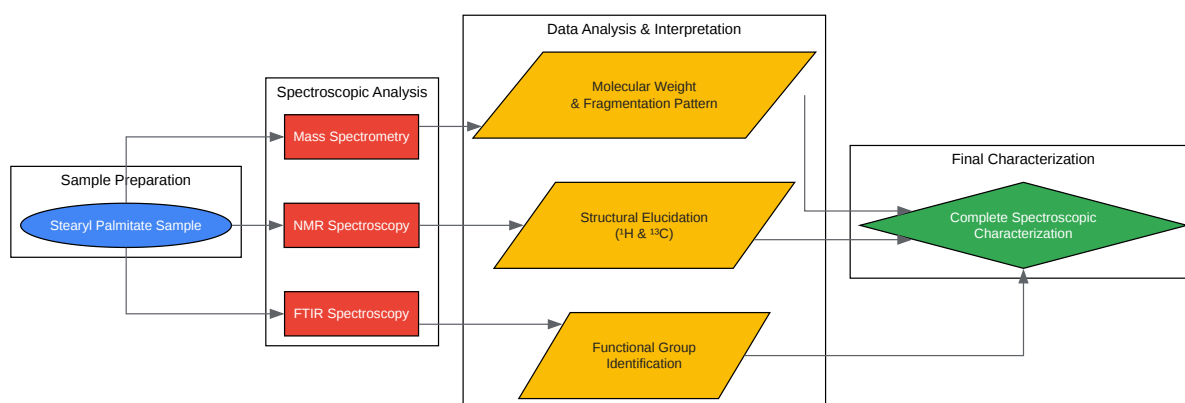 Data Analysis & Interpretation
Molecular Weight
& Fragmentation Pattern
Spectroscopic Analysis
Mass Spectrometry
Final Characterization
Sample Preparation
Stearyl Palmitate Sample
NMR Spectroscopy
Structural Elucidation
(¹H & ¹³C)
Complete Spectroscopic
Characterization
FTIR Spectroscopy
Functional Group
Identification